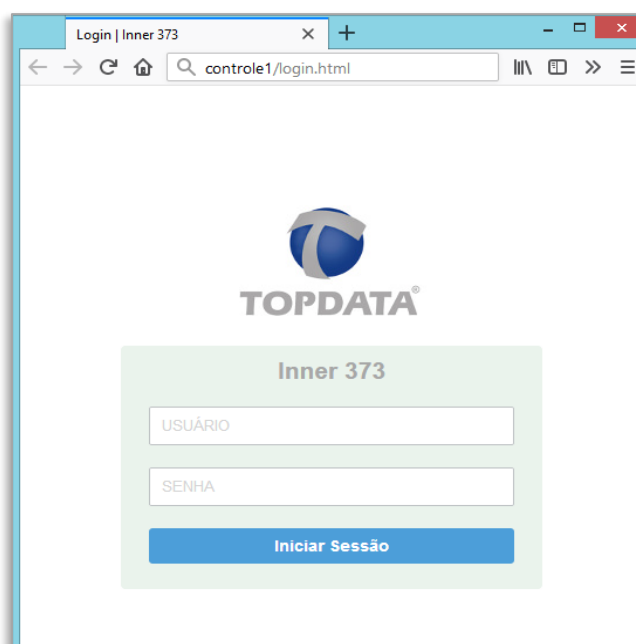 Login | Inner 373
controle1/login.html
TOPDATA®
Inner 373
USUÁRIO
SENHA
Iniciar Sessão